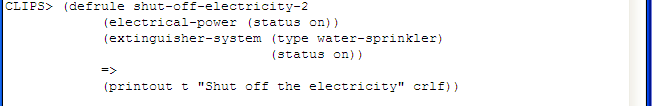 CLIPS> (defrule shut-off-electricity-2
(electrical-power (status on))
(extinguisher-system (type water-sprinkler)
(status on))
=>
(printout t "Shut off the electricity" crlf))